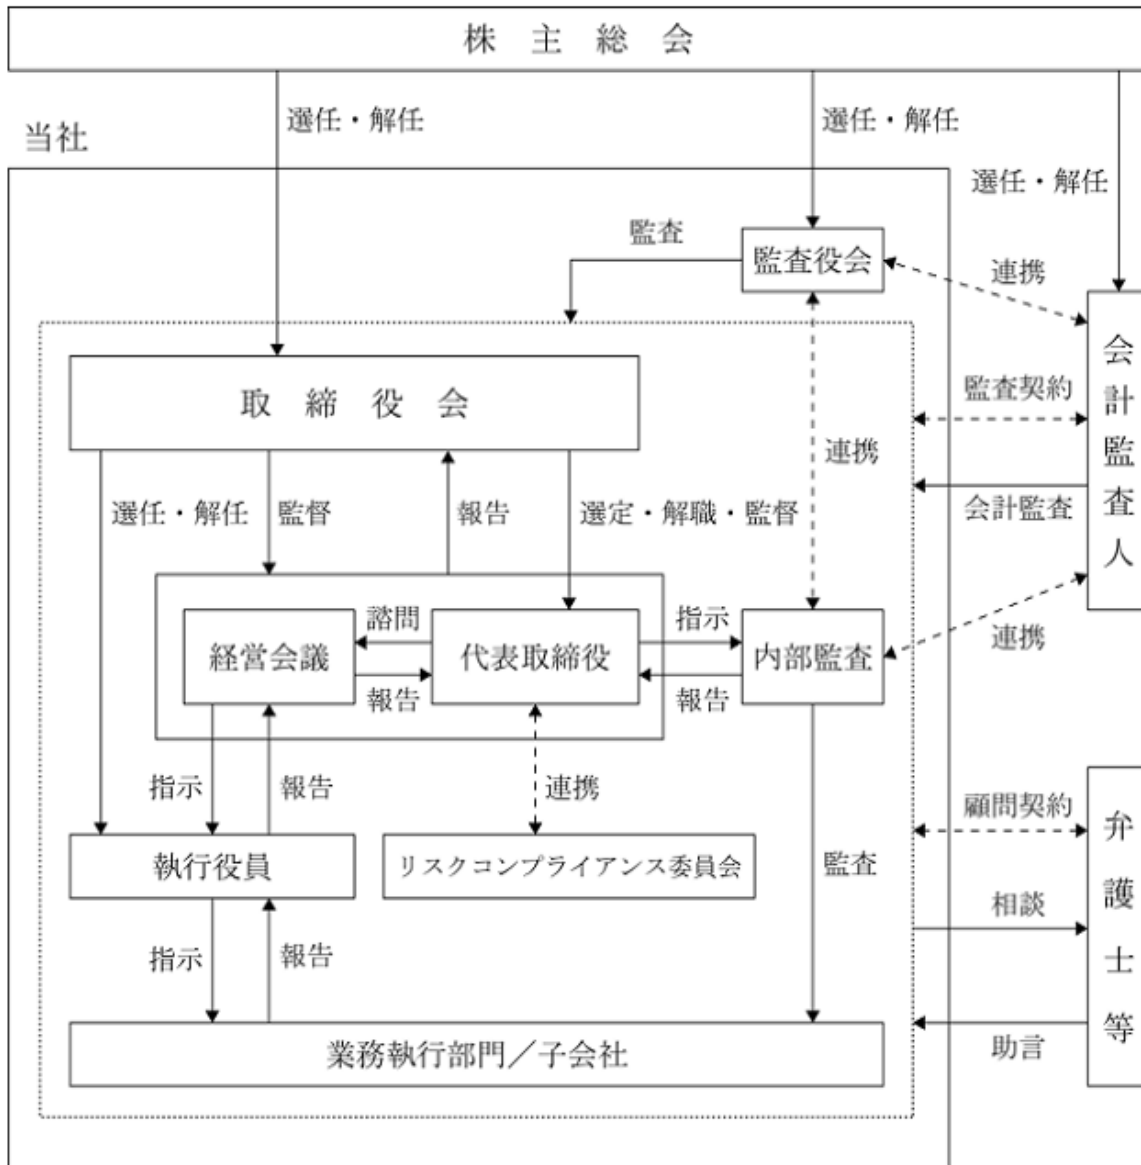 株主総会
選任・解任
選任・解任
当社
選任・解任
監査
監査役会
連携
会計監査人
取締役会
監査契約
連携
選任・解任
監督
報告
選定・解職・監督
会計監査
諮問
指示
経営会議
代表取締役
内部監査
連携
報告
報告
指示
報告
連携
顧問契約
弁護士等
執行役員
リスクコンプライアンス委員会
監査
相談
指示
報告
業務執行部門／子会社
助言